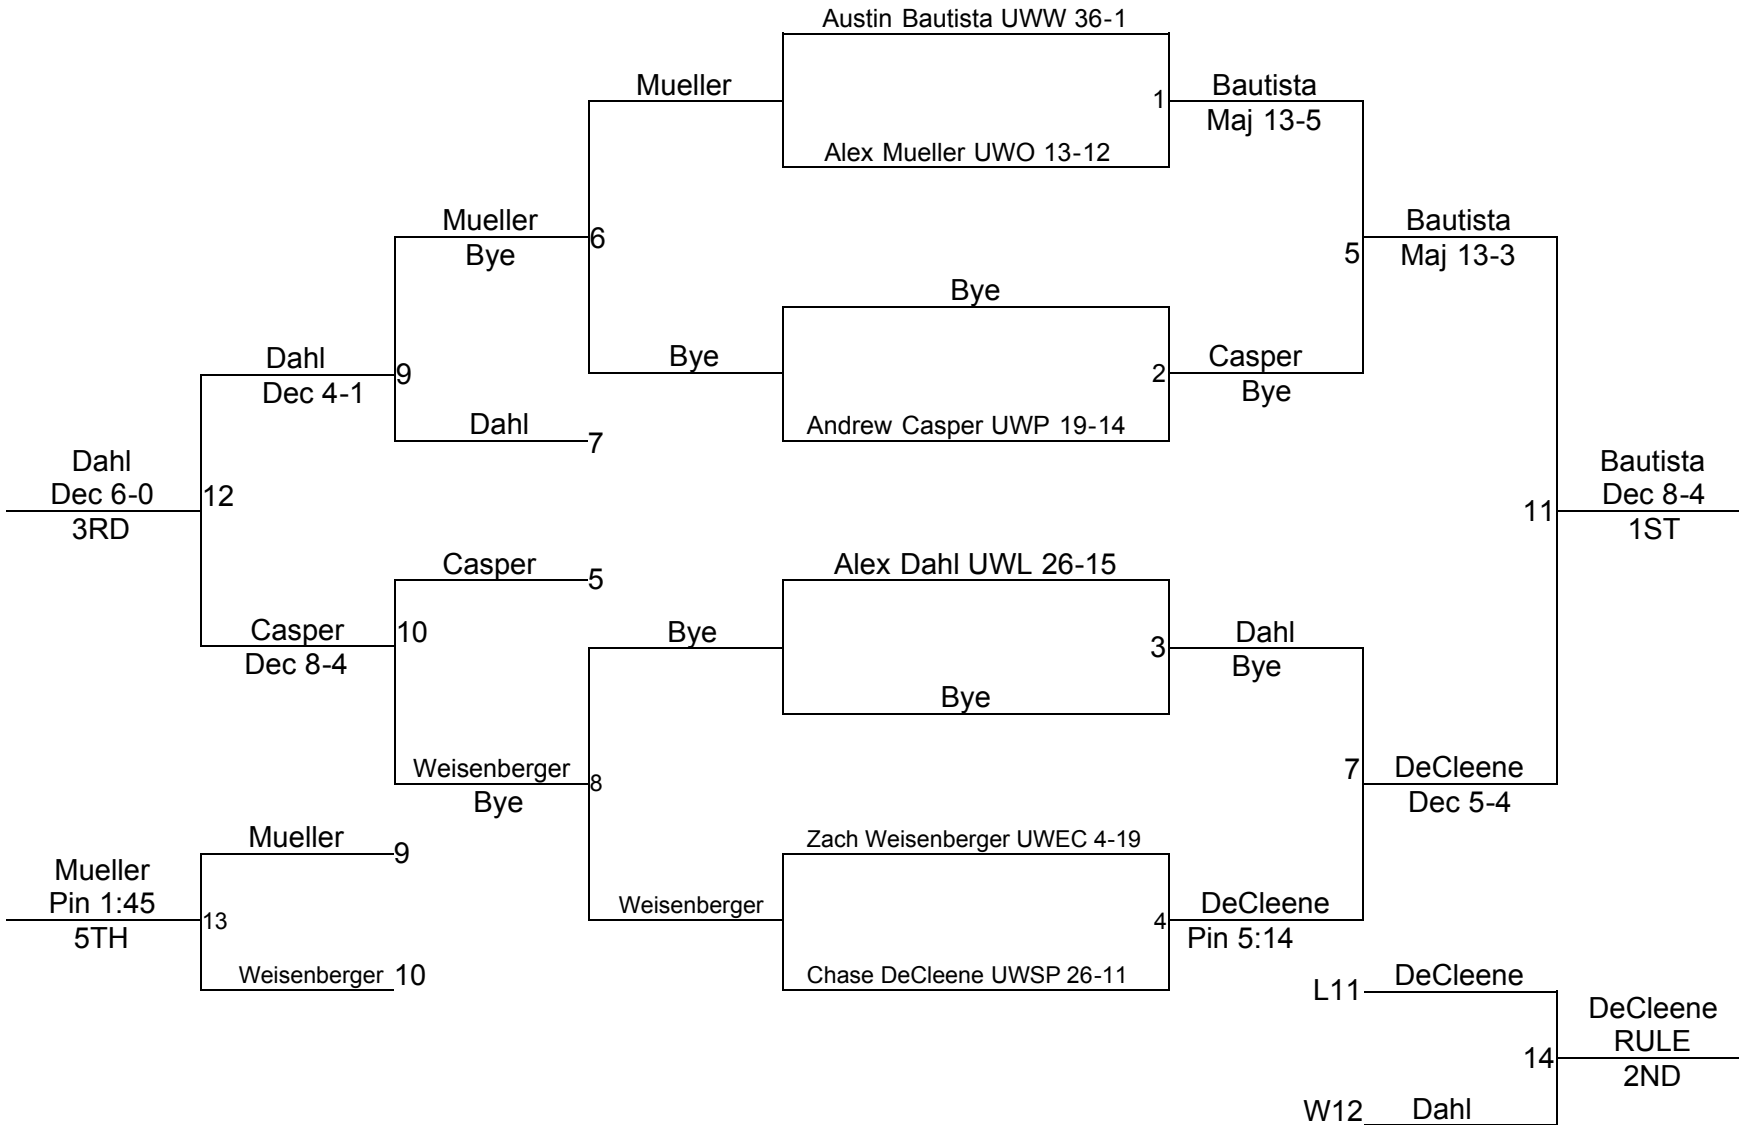 Austin Bautista UWW 36-1
Mueller
1
Bautista
Maj 13-5
Alex Mueller UWO 13-12
Mueller
Bye
6
Bautista
Maj 13-3
5
Bye
Dahl
Dec 4-1
9
Bye
2
Casper
Bye
Dahl
7
Andrew Casper UWP 19-14
Dahl
Dec 6-0
3RD
12
11
Bautista
Dec 8-4
1ST
Casper
5
Alex Dahl UWL 26-15
Casper
Dec 8-4
10
Bye
3
Dahl
Bye
Bye
Weisenberger
Bye
8
7
DeCleene
Dec 5-4
Mueller
9
Zach Weisenberger UWEC 4-19
Mueller
Pin 1:45
5TH
13
Weisenberger
4
DeCleene
Pin 5:14
Weisenberger 10
Chase DeCleene UWSP 26-11
L11
DeCleene
14
DeCleene
RULE
2ND
W12
Dahl